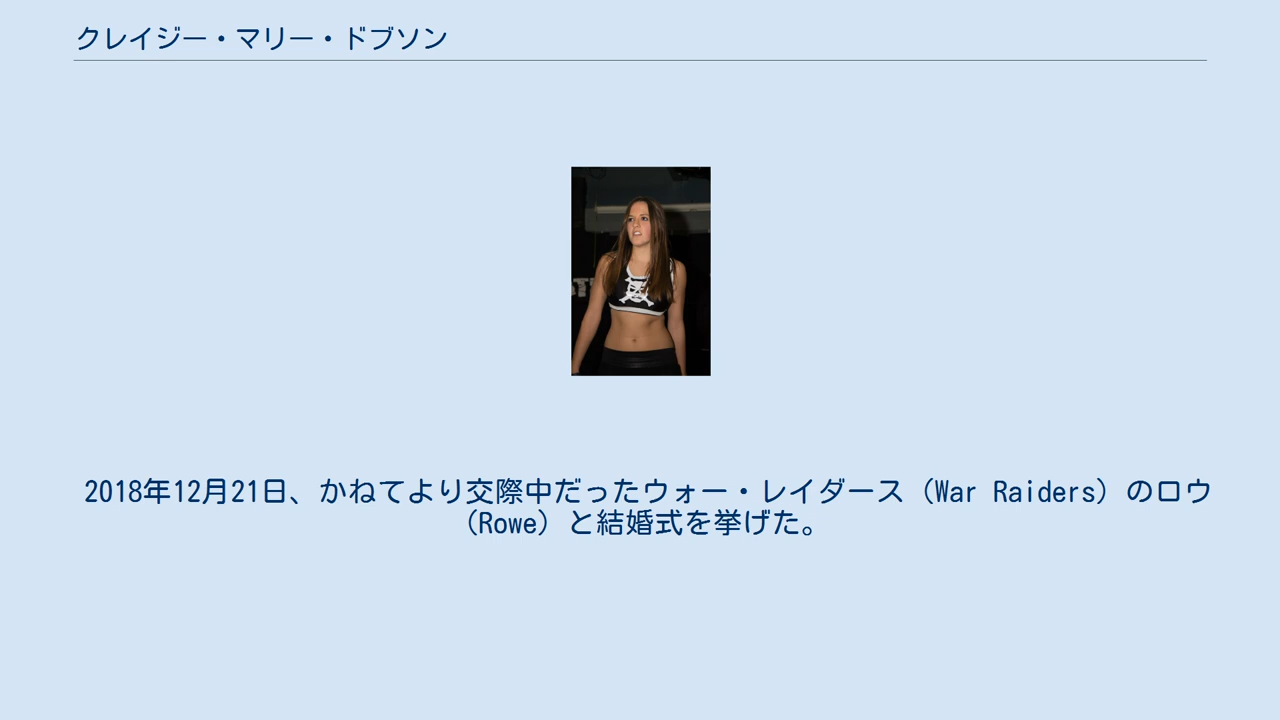 クレイジー・マリー・ドブソン
2018年12月21日、かねてより交際中だったウォー・レイダース（War Raiders）のロウ
（Rowe）と結婚式を挙げた。